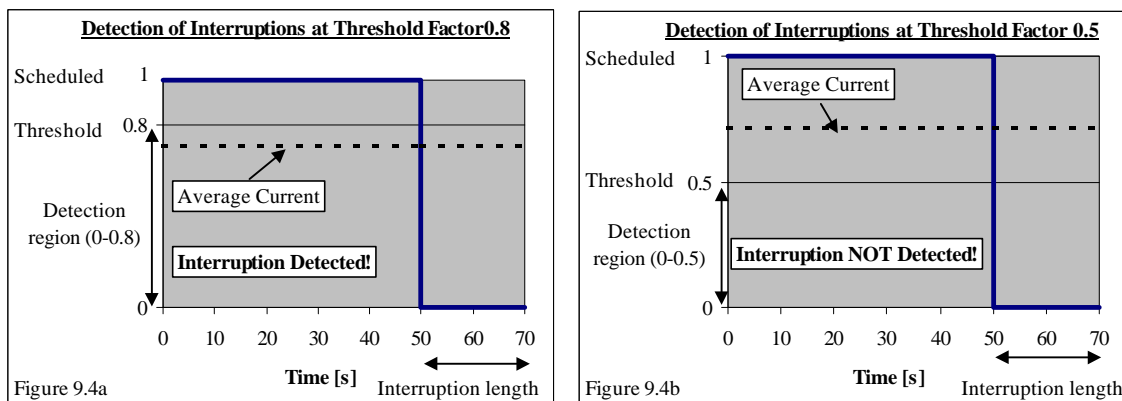 Detection of Interruptions at Threshold Factor0.8
Scheduled 1
Threshold 0.8
Average Current
Detection
region (0-0.8)
Interruption Detected!
0
0 10 20 30 40 50 60 70
Time [s]
Interruption length
Figure 9.4a
Detection of Interruptions at Threshold Factor 0.5
Scheduled 1
Average Current
Threshold 0.5
Detection
region (0-0.5)
Interruption NOT Detected!
0
0 10 20 30 40 50 60 70
Time [s]
Interruption length
Figure 9.4b